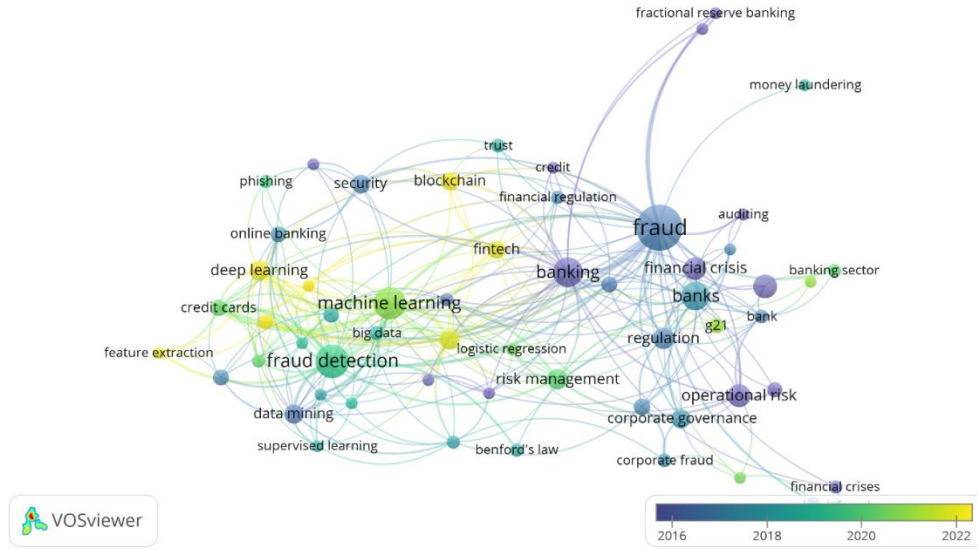 fractional reserve banking
money laundering
trust
credit
phishing
security
blockchain
financial regulation
auditing
online banking
fraud
fintech
deep learning
banking
financial crisis
banking sector
machine learning
banks
credit cards
bank
g21
big data
regulation
feature extraction
logistic regression
fraud detection
risk management
operational risk
data mining
corporate governance
supervised learning
benford's law
corporate fraud
financial crises
VOSviewer
2016 2018 2020 2022